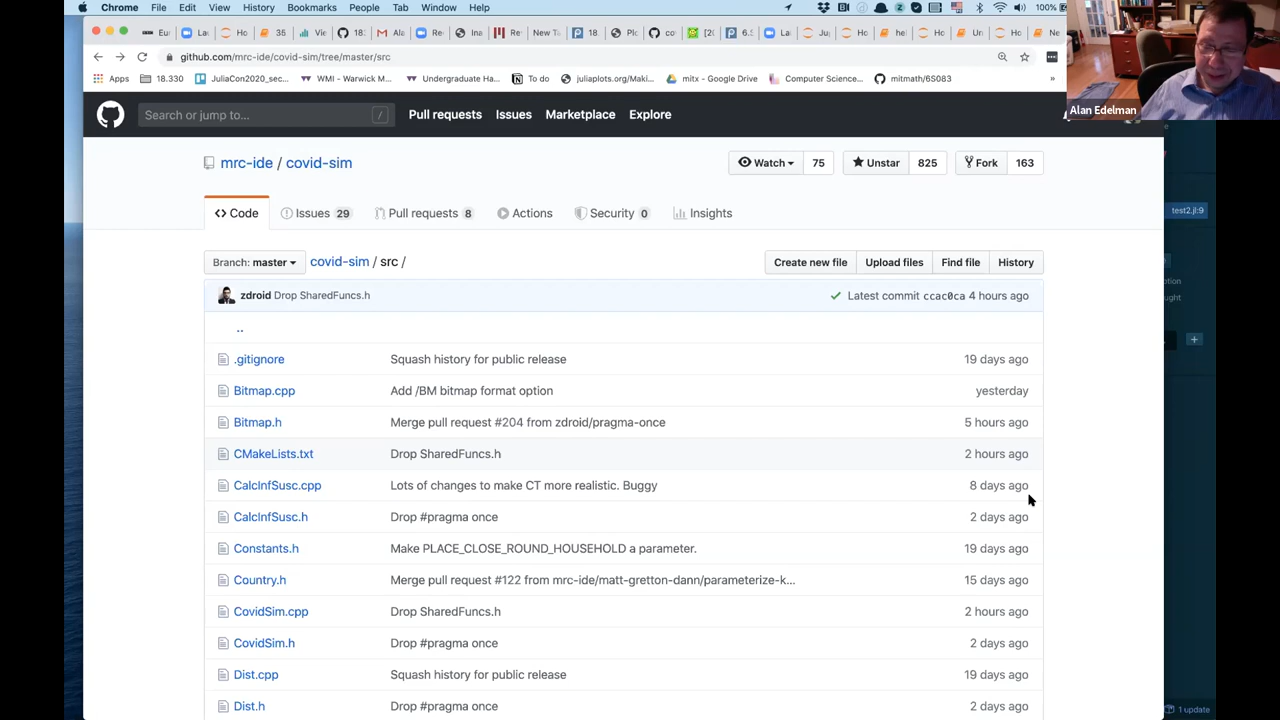 Chrome File Edit View History Bookmarks People Tab Window Help 100%
github.com/mrc-ide/covid-sim/tree/master/src
Apps 18.330 JuliaCon2020_sec... WMI - Warwick M... Undergraduate Ha... To do juliaplots.org/Maki... mitx - Google Drive Computer Science... mitmath/6S083 »
Alan Edelman
Search or jump to... / Pull requests Issues Marketplace Explore
mrc-ide / covid-sim Watch 75 Unstar 825 Fork 163
Code Issues 29 Pull requests 8 Actions Security 0 Insights
test2.jl:9
Branch: master covid-sim / src / Create new file Upload files Find file History
zdroid Drop SharedFuncs.h Latest commit ccac0ca 4 hours ago
..
.gitignore Squash history for public release 19 days ago
Bitmap.cpp Add /BM bitmap format option yesterday
Bitmap.h Merge pull request #204 from zdroid/pragma-once 5 hours ago
CMakeLists.txt Drop SharedFuncs.h 2 hours ago
CalcInfSusc.cpp Lots of changes to make CT more realistic. Buggy 8 days ago
CalcInfSusc.h Drop #pragma once 2 days ago
Constants.h Make PLACE_CLOSE_ROUND_HOUSEHOLD a parameter. 19 days ago
Country.h Merge pull request #122 from mrc-ide/matt-gretton-dann/parameterize-k... 15 days ago
CovidSim.cpp Drop SharedFuncs.h 2 hours ago
CovidSim.h Drop #pragma once 2 days ago
Dist.cpp Squash history for public release 19 days ago
Dist.h Drop #pragma once 2 days ago
1 update